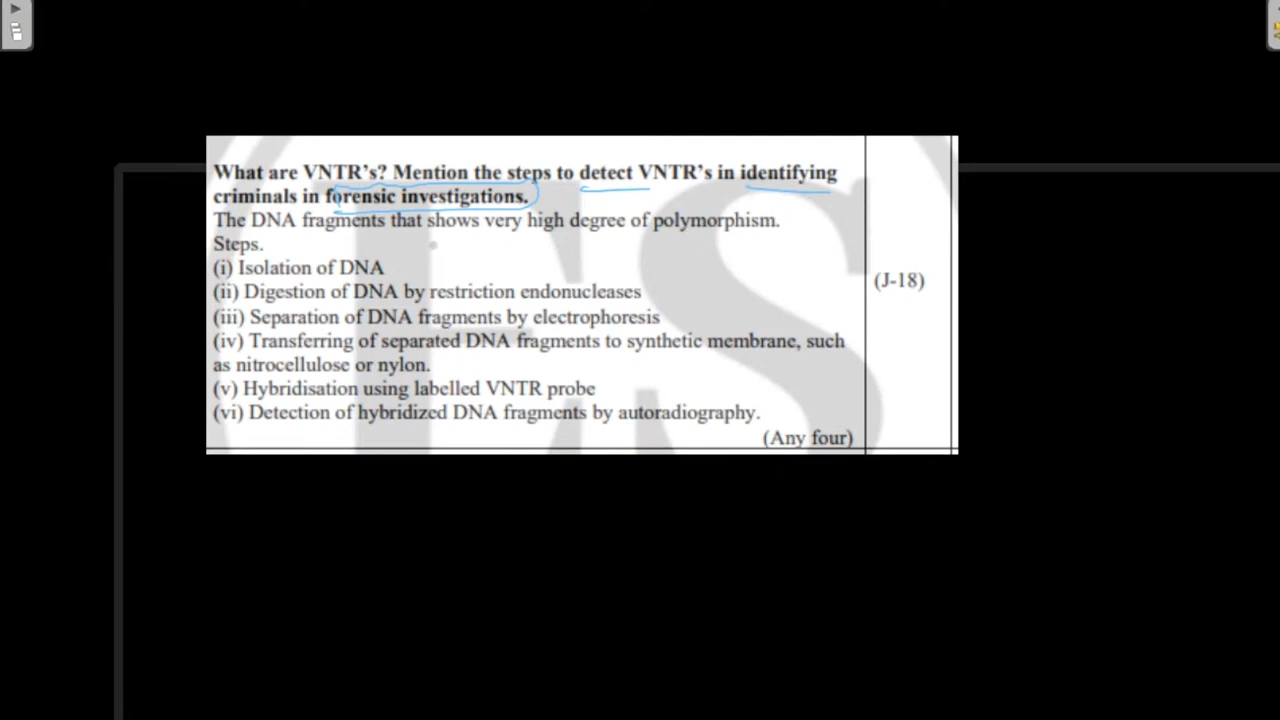 What are VNTR's? Mention the steps to detect VNTR's in identifying
criminals in forensic investigations.
The DNA fragments that shows very high degree of polymorphism.
Steps.
(i) Isolation of DNA
(J-18)
(ii) Digestion of DNA by restriction endonucleases
(iii) Separation of DNA fragments by electrophoresis
(iv) Transferring of separated DNA fragments to synthetic membrane, such
as nitrocellulose or nylon.
(v) Hybridisation using labelled VNTR probe
(vi) Detection of hybridized DNA fragments by autoradiography.
(Any four)